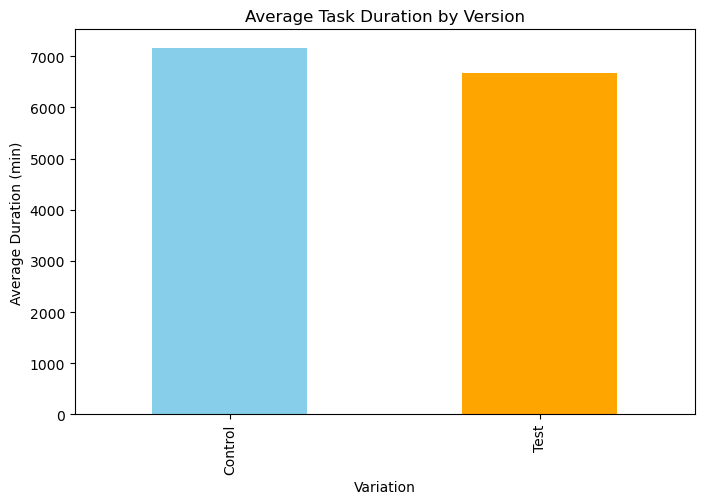 Average Task Duration by Version
Average Duration (min)
7000
6000
5000
4000
3000
2000
1000
0
Control
Test
Variation